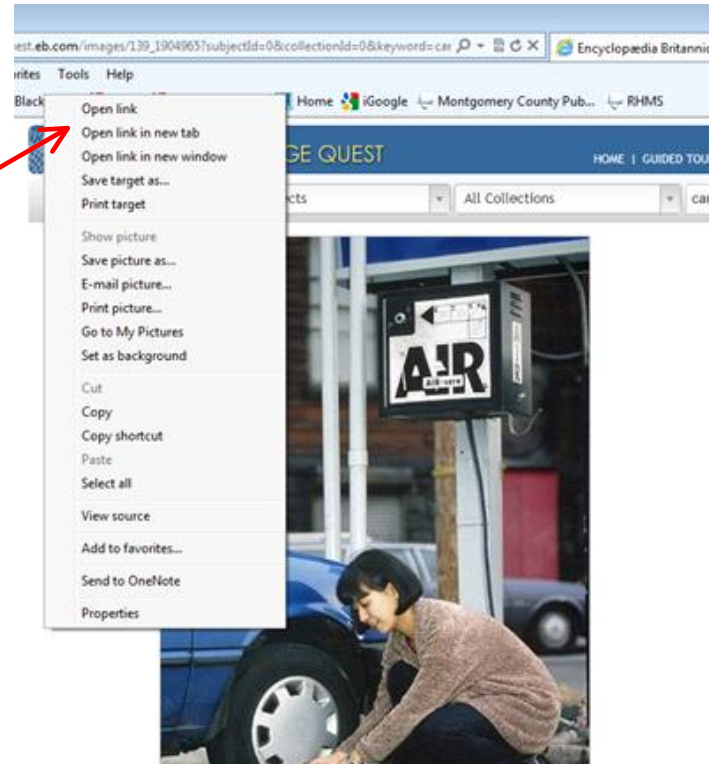 est.eb.com/images/139_1904965?subjectId=0&collectionId=0&keyword=car
Encyclopædia Britannic
rites Tools Help
Black
Home iGoogle Montgomery County Pub... RHMS
GE QUEST
HOME | GUIDED TOU
cts All Collections car
Open link
Open link in new tab
Open link in new window
Save target as...
Print target
Show picture
Save picture as...
E-mail picture...
Print picture...
Go to My Pictures
Set as background
Cut
Copy
Copy shortcut
Paste
Select all
View source
Add to favorites...
Send to OneNote
Properties
AIR
AIR-serv